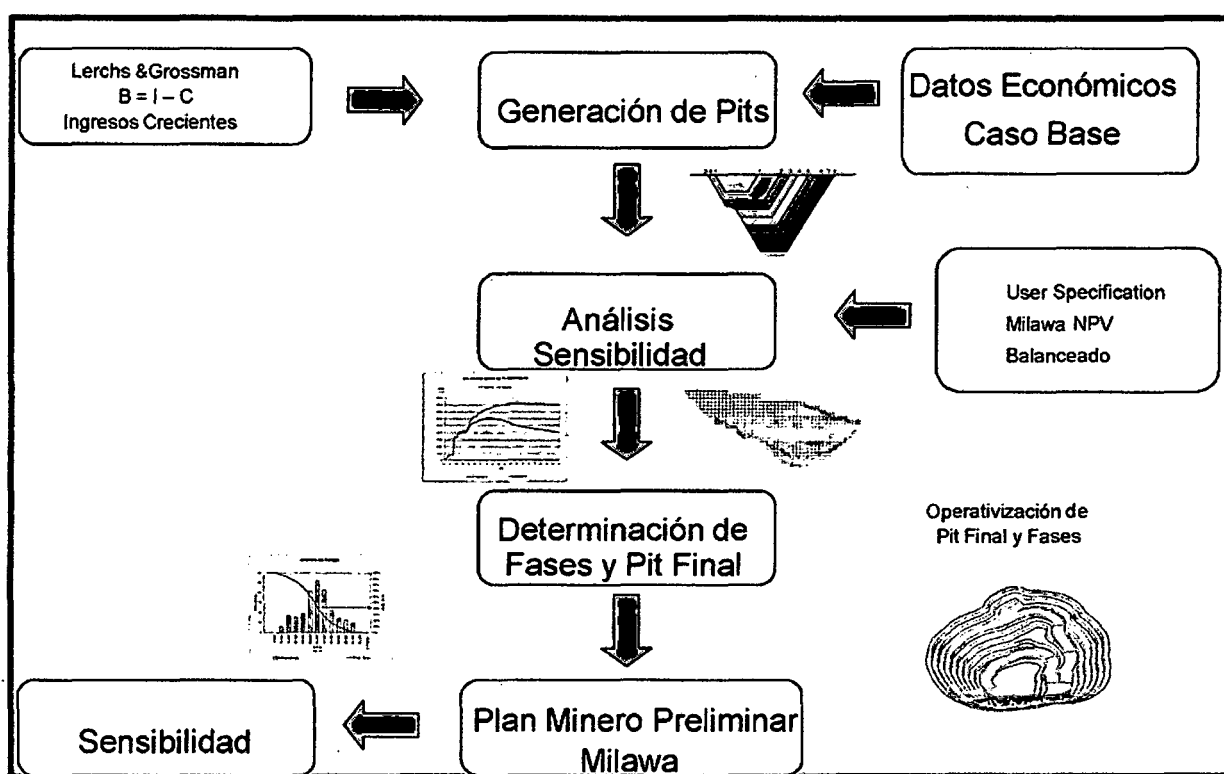 Lerchs &Grossman
B = I – C
Ingresos Crecientes
Generación de Pits
Datos Económicos
Caso Base
Análisis
Sensibilidad
User Specification
Milawa NPV
Balanceado
Determinación de
Fases y Pit Final
Operativización de
Pit Final y Fases
Plan Minero Preliminar
Milawa
Sensibilidad